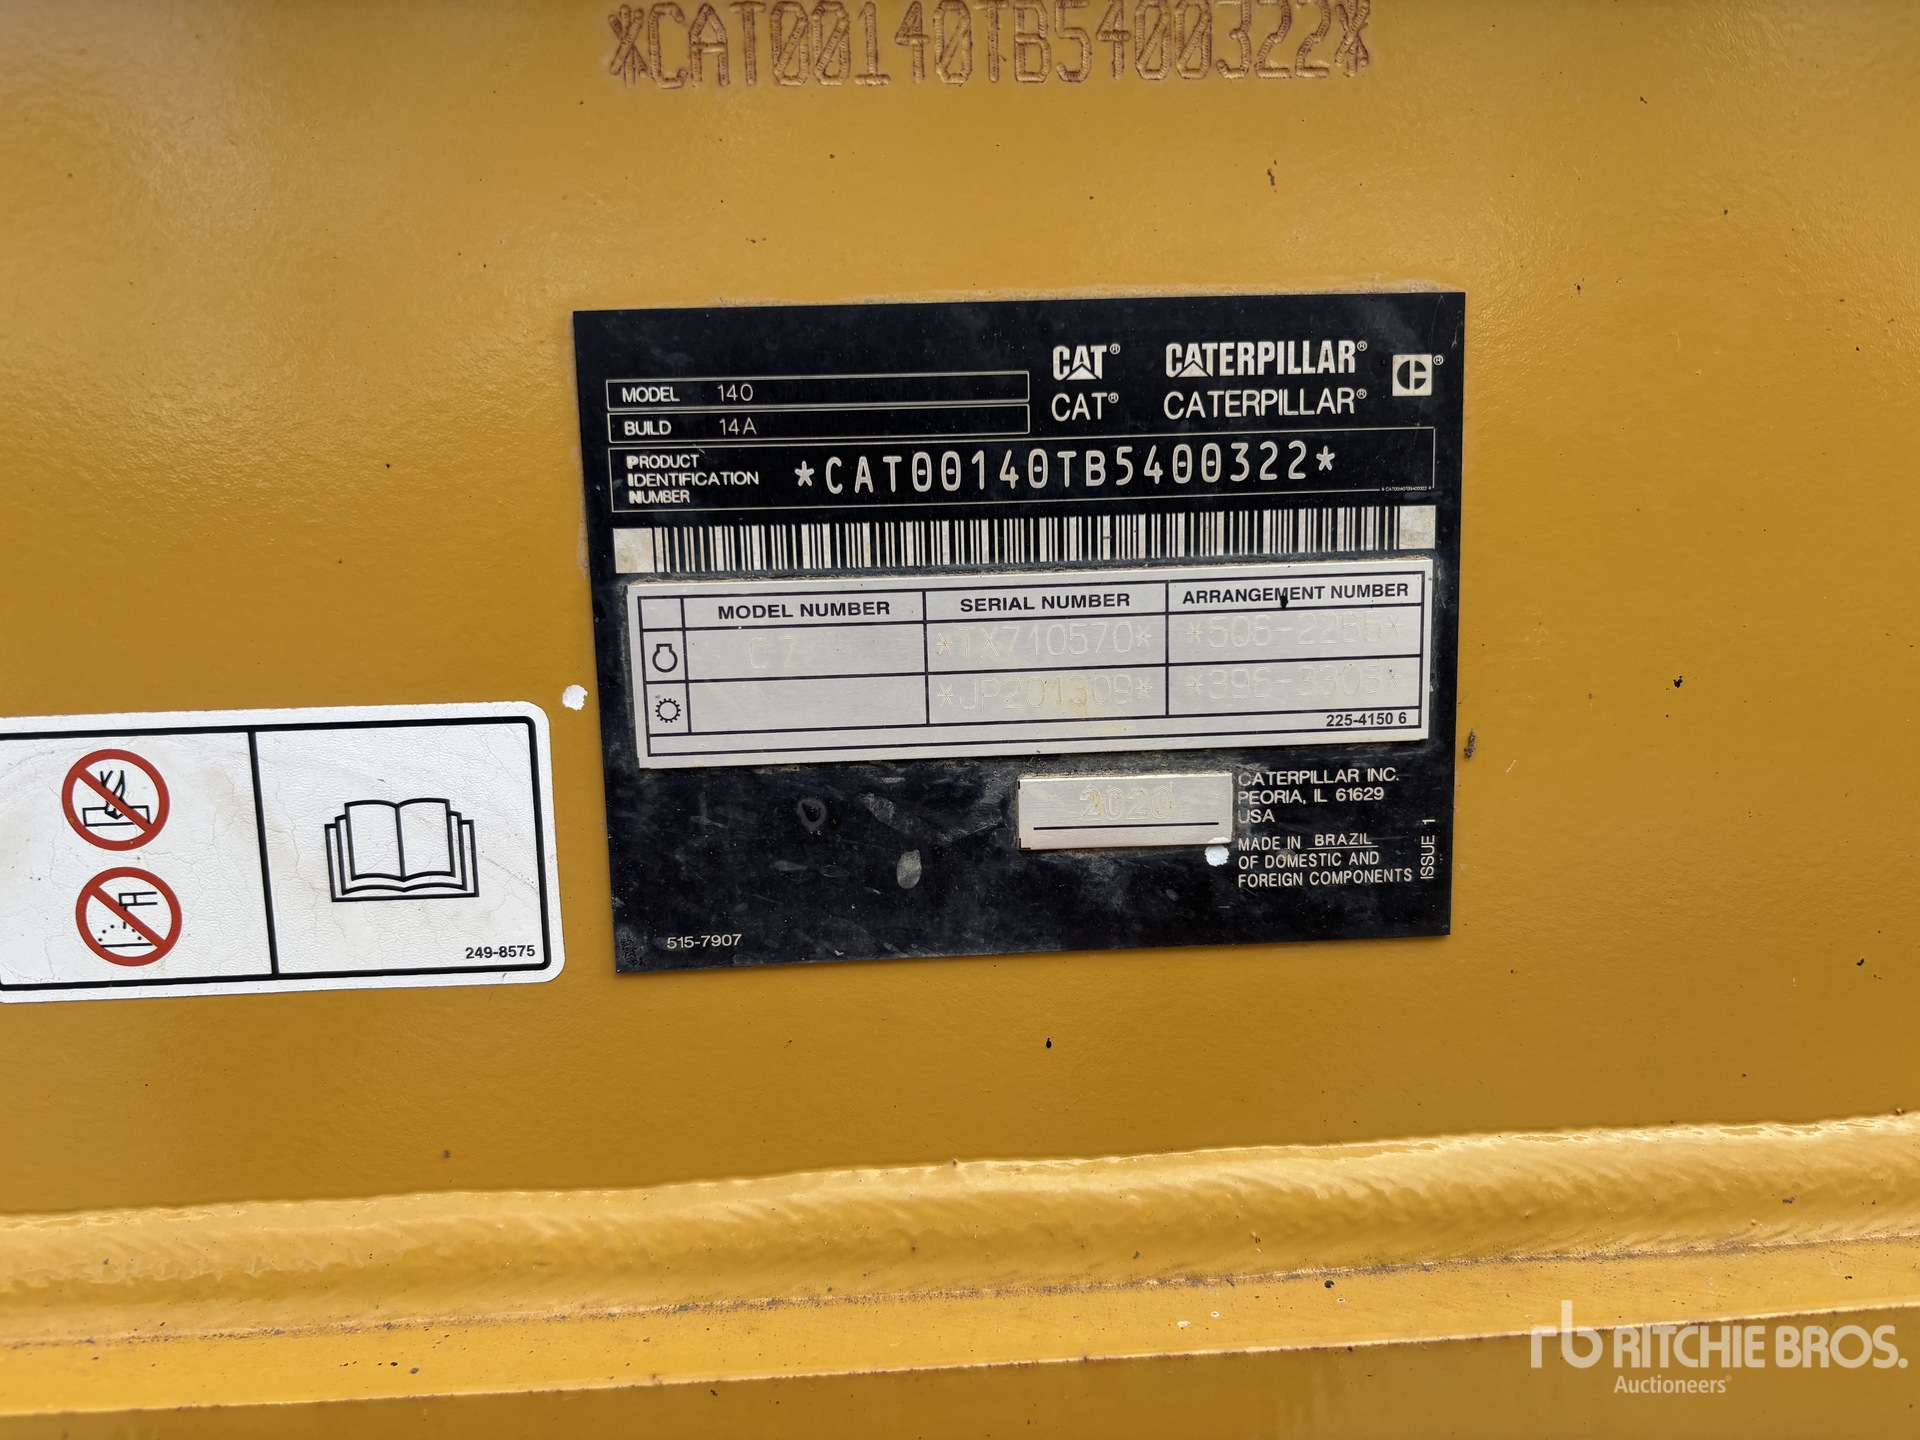 *CAT00140TB5400322*
CAT® CATERPILLAR®
CAT® CATERPILLAR®
MODEL 140
BUILD 14A
PRODUCT
IDENTIFICATION
NUMBER
*CAT00140TB5400322*
MODEL NUMBER SERIAL NUMBER ARRANGEMENT NUMBER
C7 *TX710570* *506-2265*
*JP201309* *396-3303*
225-4150 6
2020
CATERPILLAR INC.
PEORIA, IL 61629
USA
MADE IN BRAZIL
OF DOMESTIC AND
FOREIGN COMPONENTS
ISSUE 1
515-7907
249-8575
rb RITCHIE BROS.
Auctioneers®